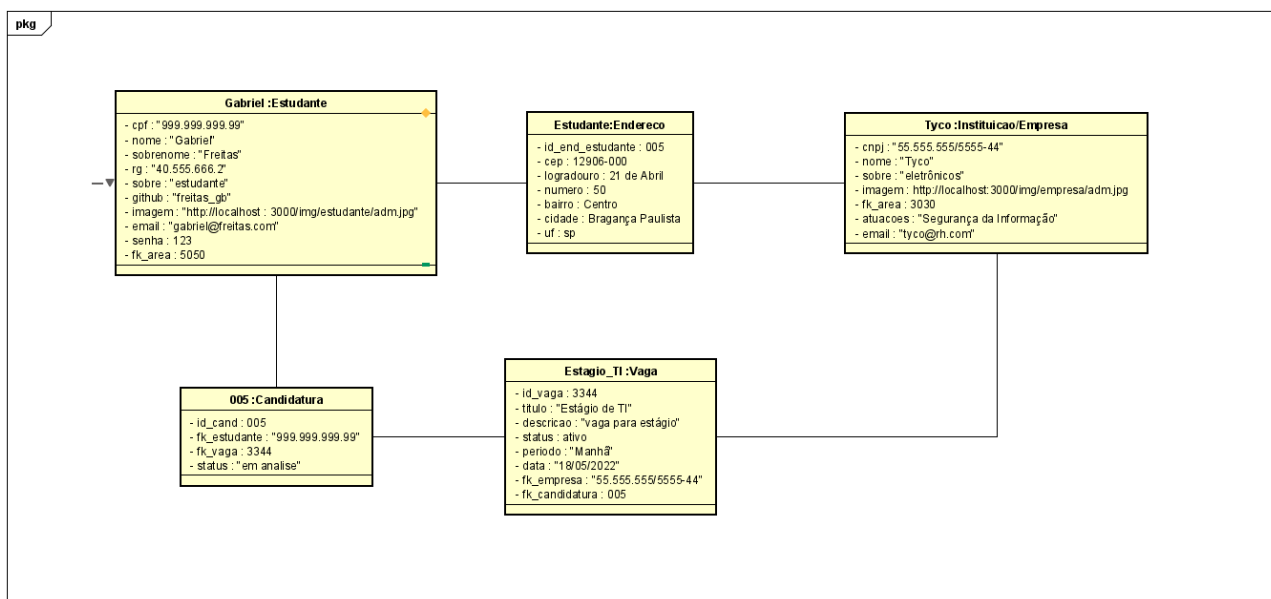 pkg
Gabriel :Estudante
- cpf : "999.999.999.99"
- nome : "Gabriel"
- sobrenome : "Freitas"
- rg : "40.555.666.2"
- sobre : "estudante"
- github : "freitas_gb"
- imagem : "http://localhost : 3000/img/estudante/adm.jpg"
- email : "gabriel@freitas.com"
- senha : 123
- fk_area : 5050
Estudante:Endereco
- id_end_estudante : 005
- cep : 12906-000
- logradouro : 21 de Abril
- numero : 50
- bairro : Centro
- cidade : Bragança Paulista
- uf : sp
Tyco :Instituicao/Empresa
- cnpj : "55.555.555/5555-44"
- nome : "Tyco"
- sobre : "eletrônicos"
- imagem : http://localhost:3000/img/empresa/adm.jpg
- fk_area : 3030
- atuacoes : "Segurança da Informação"
- email : "tyco@rh.com"
005 :Candidatura
- id_cand : 005
- fk_estudante : "999.999.999.99"
- fk_vaga : 3344
- status : "em analise"
Estagio_TI :Vaga
- id_vaga : 3344
- titulo : "Estágio de TI"
- descricao : "vaga para estágio"
- status : ativo
- periodo : "Manhã"
- data : "18/05/2022"
- fk_empresa : "55.555.555/5555-44"
- fk_candidatura : 005